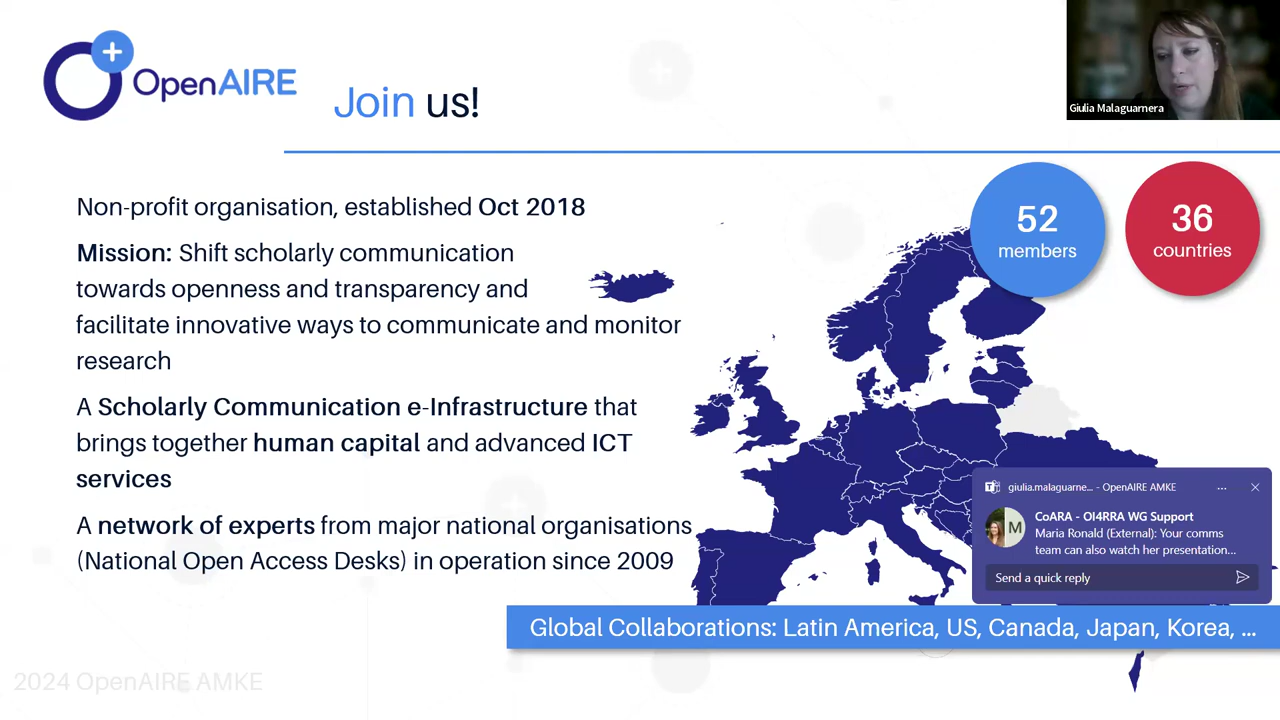 OpenAIRE
Join us!
Giulia Malaguarnera
Non-profit organisation, established Oct 2018
Mission: Shift scholarly communication
towards openness and transparency and
facilitate innovative ways to communicate and monitor
research
A Scholarly Communication e-Infrastructure that
brings together human capital and advanced ICT
services
A network of experts from major national organisations
(National Open Access Desks) in operation since 2009
52
members
36
countries
giulia.malaguarne... - OpenAIRE AMKE
M
CoARA - OI4RRA WG Support
Maria Ronald (External): Your comms
team can also watch her presentation...
Send a quick reply
Global Collaborations: Latin America, US, Canada, Japan, Korea, ...
2024 OpenAIRE AMKE